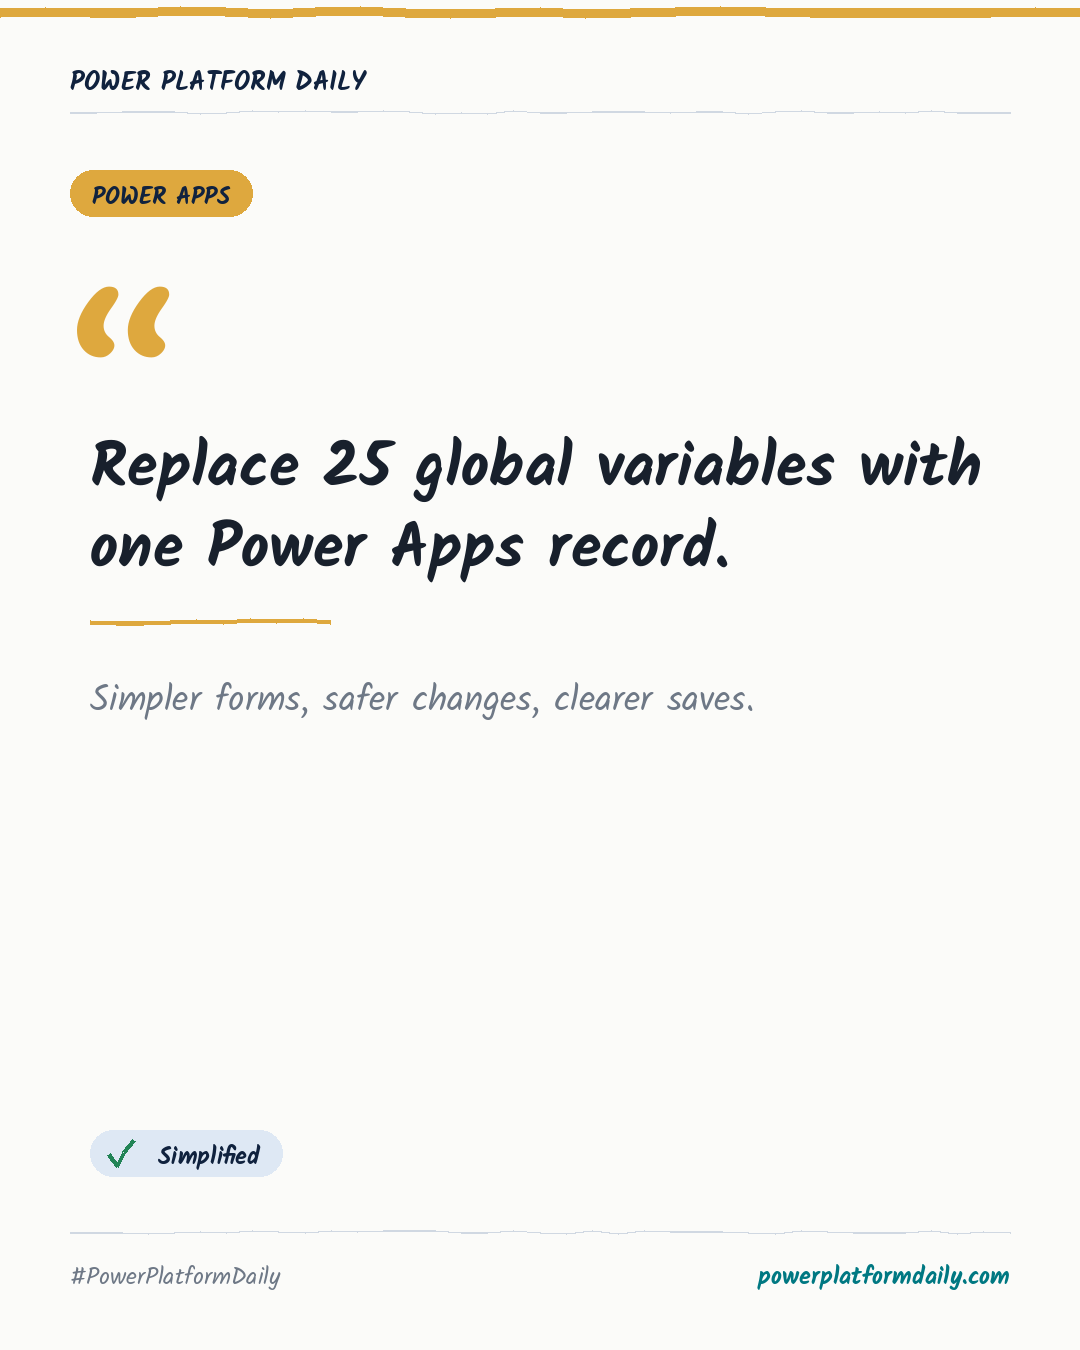 POWER PLATFORM DAILY
POWER APPS
“
Replace 25 global variables with
one Power Apps record.
Simpler forms, safer changes, clearer saves.
✓ Simplified
#PowerPlatformDaily
powerplatformdaily.com